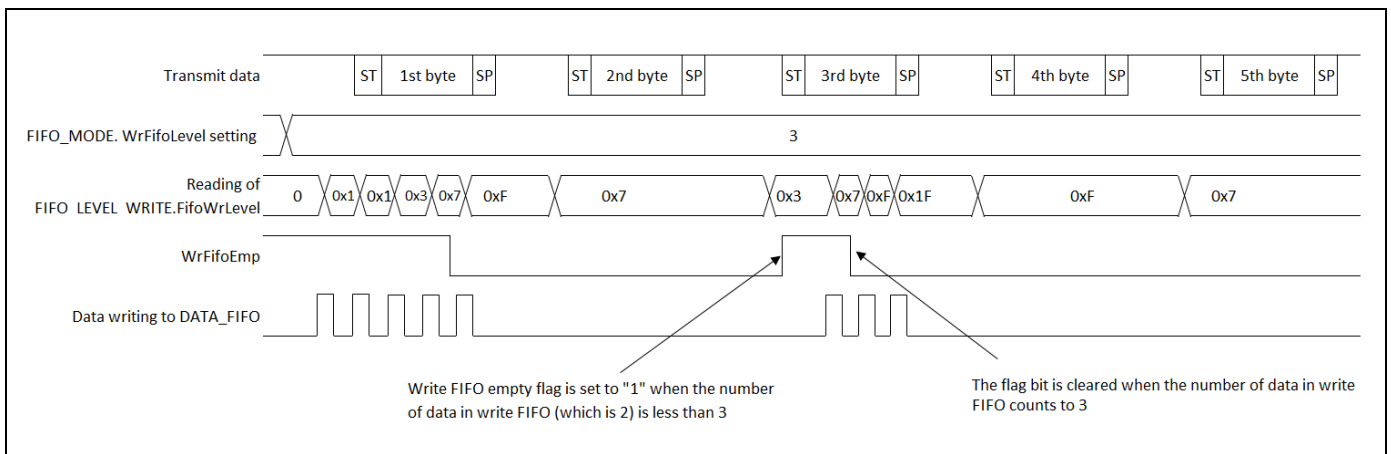 Transmit data
ST 1st byte SP ST 2nd byte SP ST 3rd byte SP ST 4th byte SP ST 5th byte SP
FIFO_MODE. WrFifoLevel setting
3
Reading of
FIFO LEVEL WRITE.FifoWrLevel
0 0x1 0x1 0x3 0x7 0xF 0x7 0x3 0x7 0xF 0x1F 0xF 0x7
WrFifoEmp
Data writing to DATA_FIFO
Write FIFO empty flag is set to "1" when the number
of data in write FIFO (which is 2) is less than 3
The flag bit is cleared when the number of data in write
FIFO counts to 3